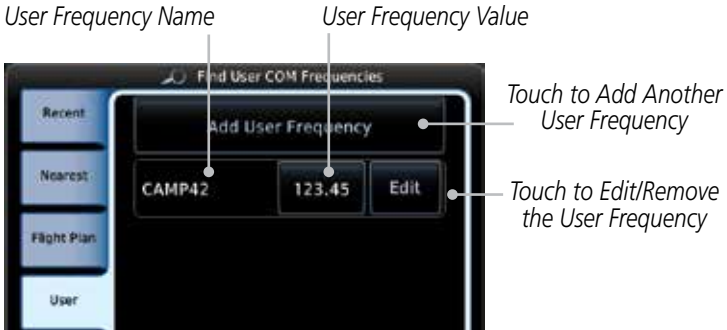 User Frequency Name
User Frequency Value
Find User COM Frequencies
Recent
Add User Frequency
Touch to Add Another
User Frequency
Nearest
CAMP42
123.45
Edit
Touch to Edit/Remove
the User Frequency
Flight Plan
User